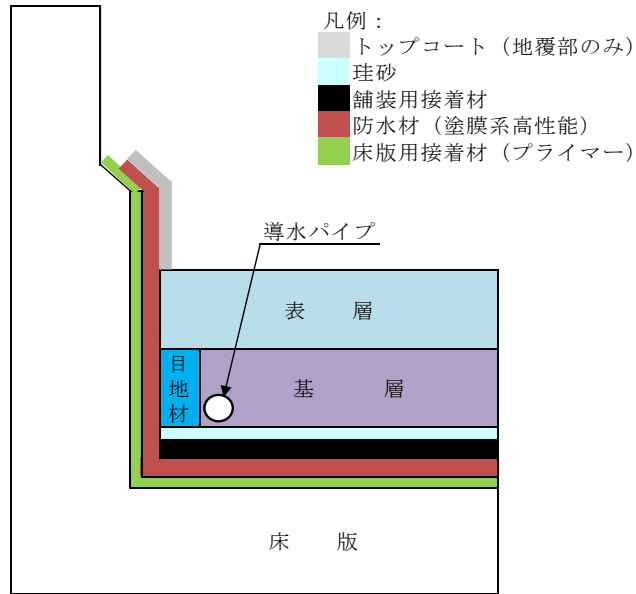 凡例：
トップコート（地覆部のみ）
珪砂
舗装用接着材
防水材（塗膜系高性能）
床版用接着材（プライマー）
導水パイプ
表　層
目地材
基　層
床　版